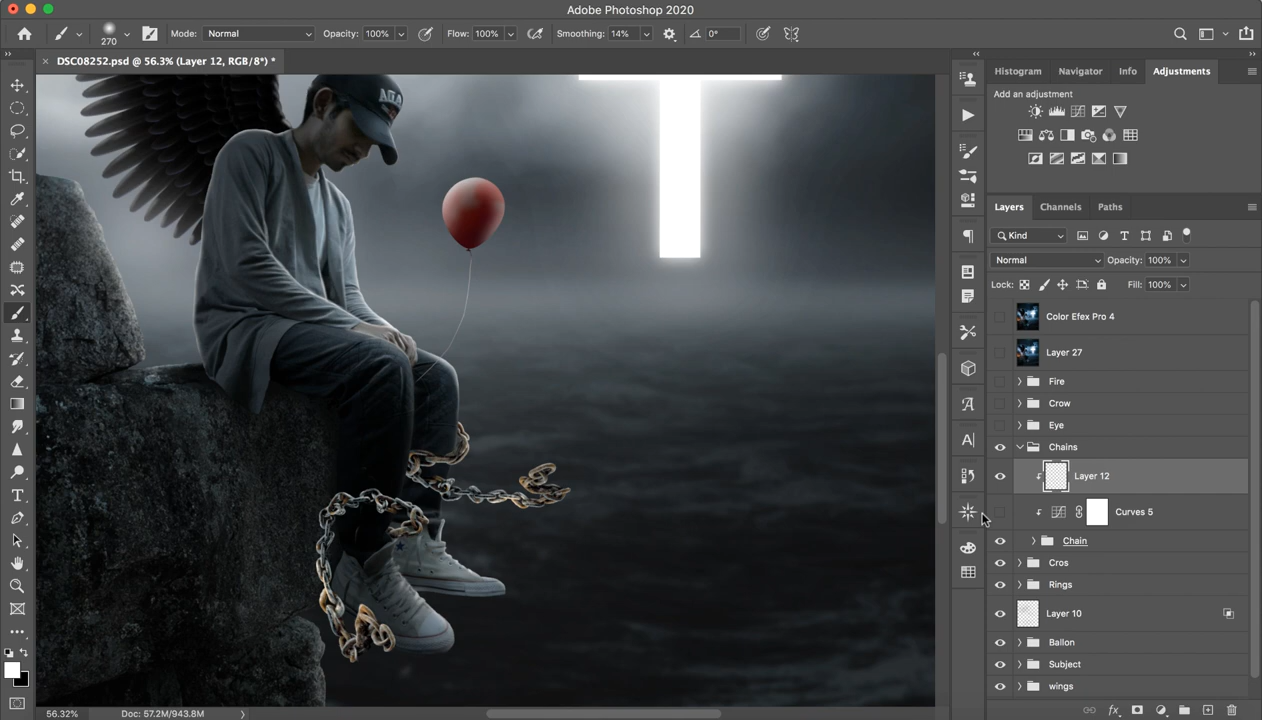 Adobe Photoshop 2020
270
Mode:
Normal
Opacity: 100%
Flow: 100%
Smoothing: 14%
0°
DSC08252.psd @ 56.3% (Layer 12, RGB/8*) *
Histogram
Navigator
Info
Adjustments
Add an adjustment
Layers
Channels
Paths
Kind
Normal
Opacity: 100%
Lock:
Fill: 100%
Color Efex Pro 4
Layer 27
Fire
Crow
Eye
Chains
Layer 12
Curves 5
Chain
Cros
Rings
Layer 10
Ballon
Subject
wings
56.32%
Doc: 57.2M/943.8M